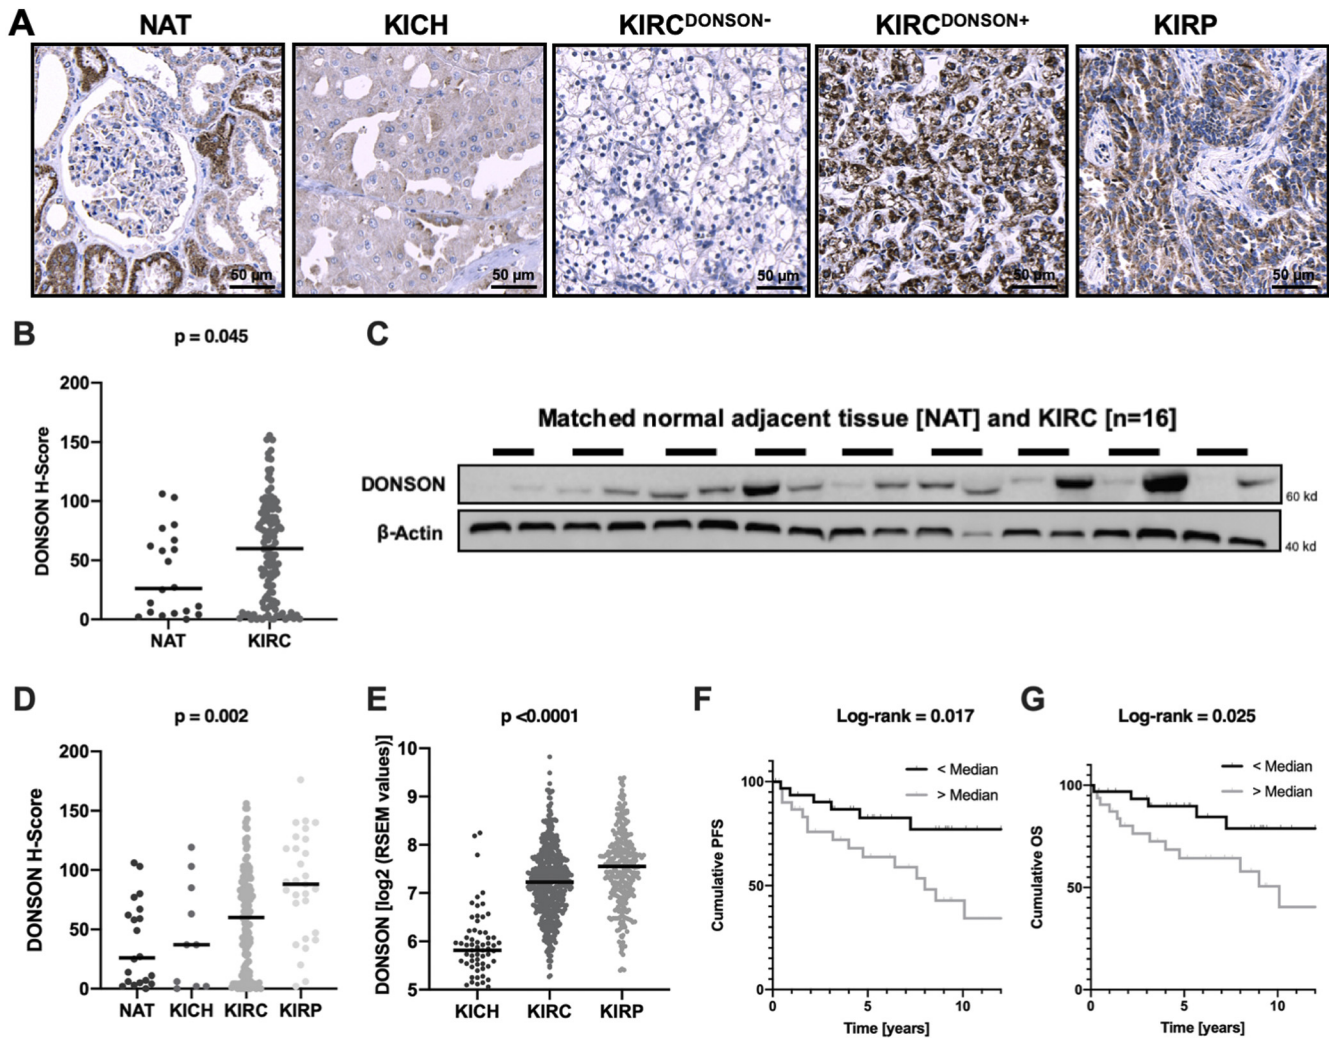 A
NAT
KICH
KIRCDONSON-
KIRCDONSON+
KIRP
50 µm
50 µm
50 µm
50 µm
50 µm
B
p = 0.045
DONSON H-Score
200
150
100
50
0
NAT
KIRC
C
Matched normal adjacent tissue [NAT] and KIRC [n=16]
DONSON
60 kd
β-Actin
40 kd
D
p = 0.002
DONSON H-Score
200
150
100
50
0
NAT
KICH
KIRC
KIRP
E
p <0.0001
DONSON [log2 (RSEM values)]
10
9
8
7
6
5
KICH
KIRC
KIRP
F
Log-rank = 0.017
< Median
> Median
Cumulative PFS
100
50
0
0
5
10
Time [years]
G
Log-rank = 0.025
< Median
> Median
Cumulative OS
100
50
0
0
5
10
Time [years]